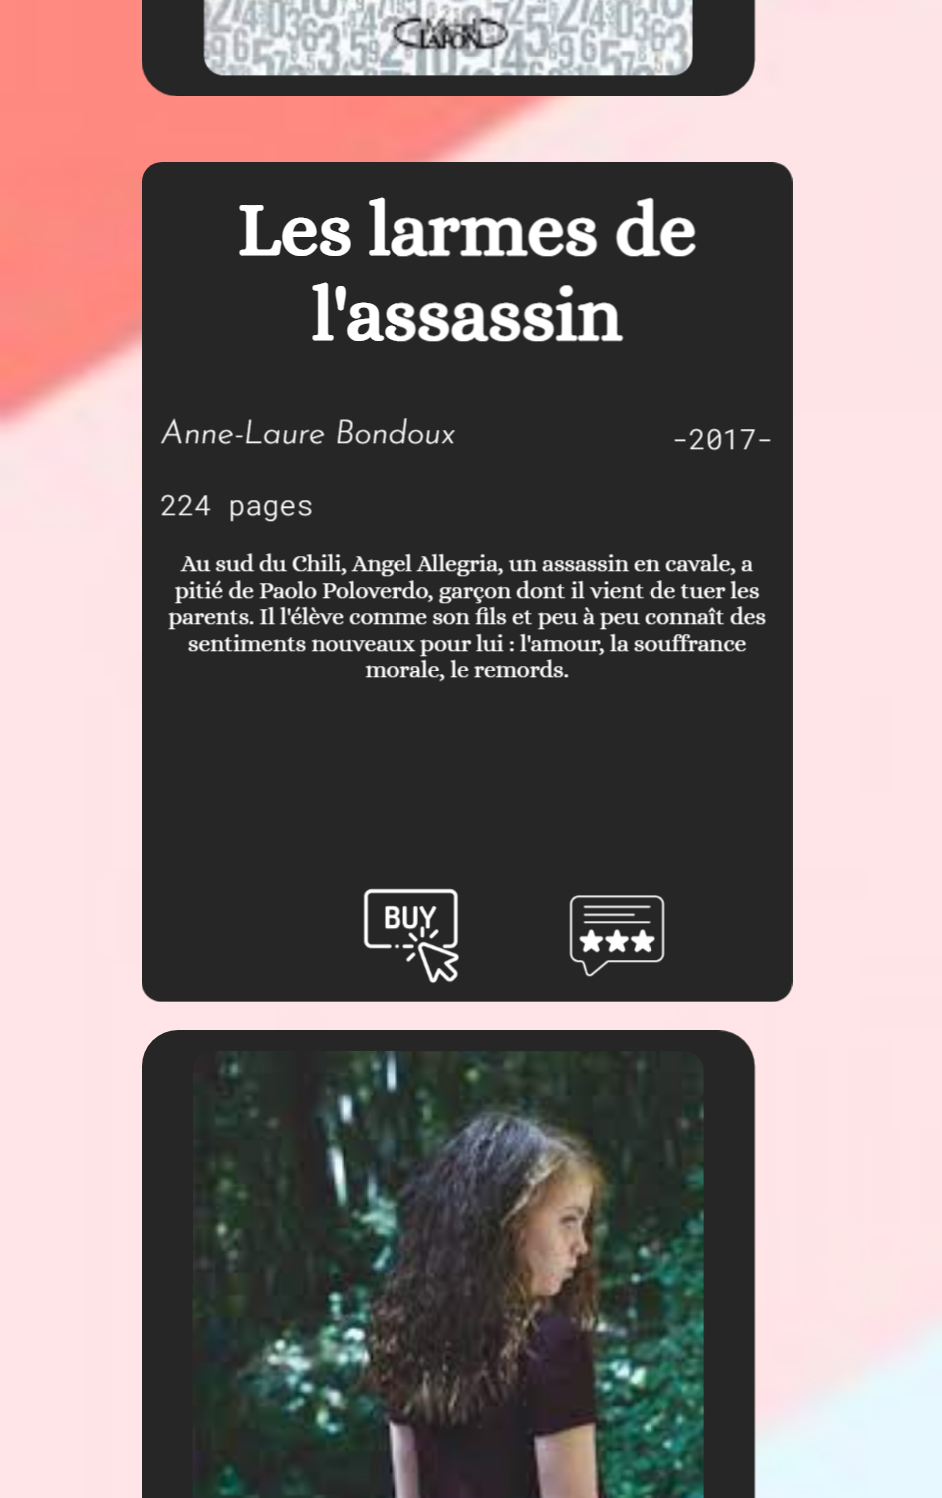 LAFON
Les larmes de
l'assassin
Anne-Laure Bondoux
-2017-
224 pages
Au sud du Chili, Angel Allegria, un assassin en cavale, a
pitié de Paolo Poloverdo, garçon dont il vient de tuer les
parents. Il l'élève comme son fils et peu à peu connaît des
sentiments nouveaux pour lui : l'amour, la souffrance
morale, le remords.
BUY